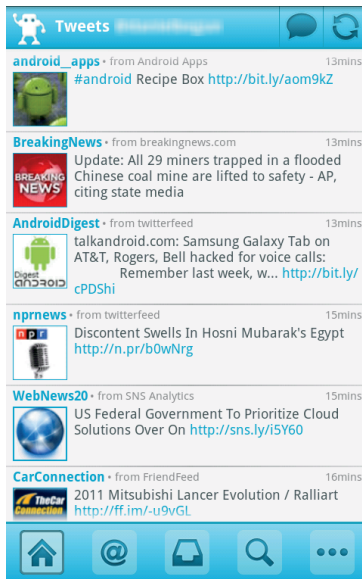 Tweets
android_apps • from Android Apps 13mins
#android Recipe Box http://bit.ly/aom9kZ
BreakingNews • from breakingnews.com 13mins
BREAKING
NEWS
Update: All 29 miners trapped in a flooded
Chinese coal mine are lifted to safety - AP,
citing state media
AndroidDigest • from twitterfeed 13mins
Digest
android
talkandroid.com: Samsung Galaxy Tab on
AT&T, Rogers, Bell hacked for voice calls:
Remember last week, w... http://bit.ly/
cPDShi
nprnews • from twitterfeed 15mins
npr
Discontent Swells In Hosni Mubarak's Egypt
http://n.pr/b0wNrg
WebNews20 • from SNS Analytics 15mins
US Federal Government To Prioritize Cloud
Solutions Over On http://sns.ly/i5Y60
CarConnection • from FriendFeed 16mins
TheCar
Connection
2011 Mitsubishi Lancer Evolution / Ralliart
http://ff.im/-u9vGL
@